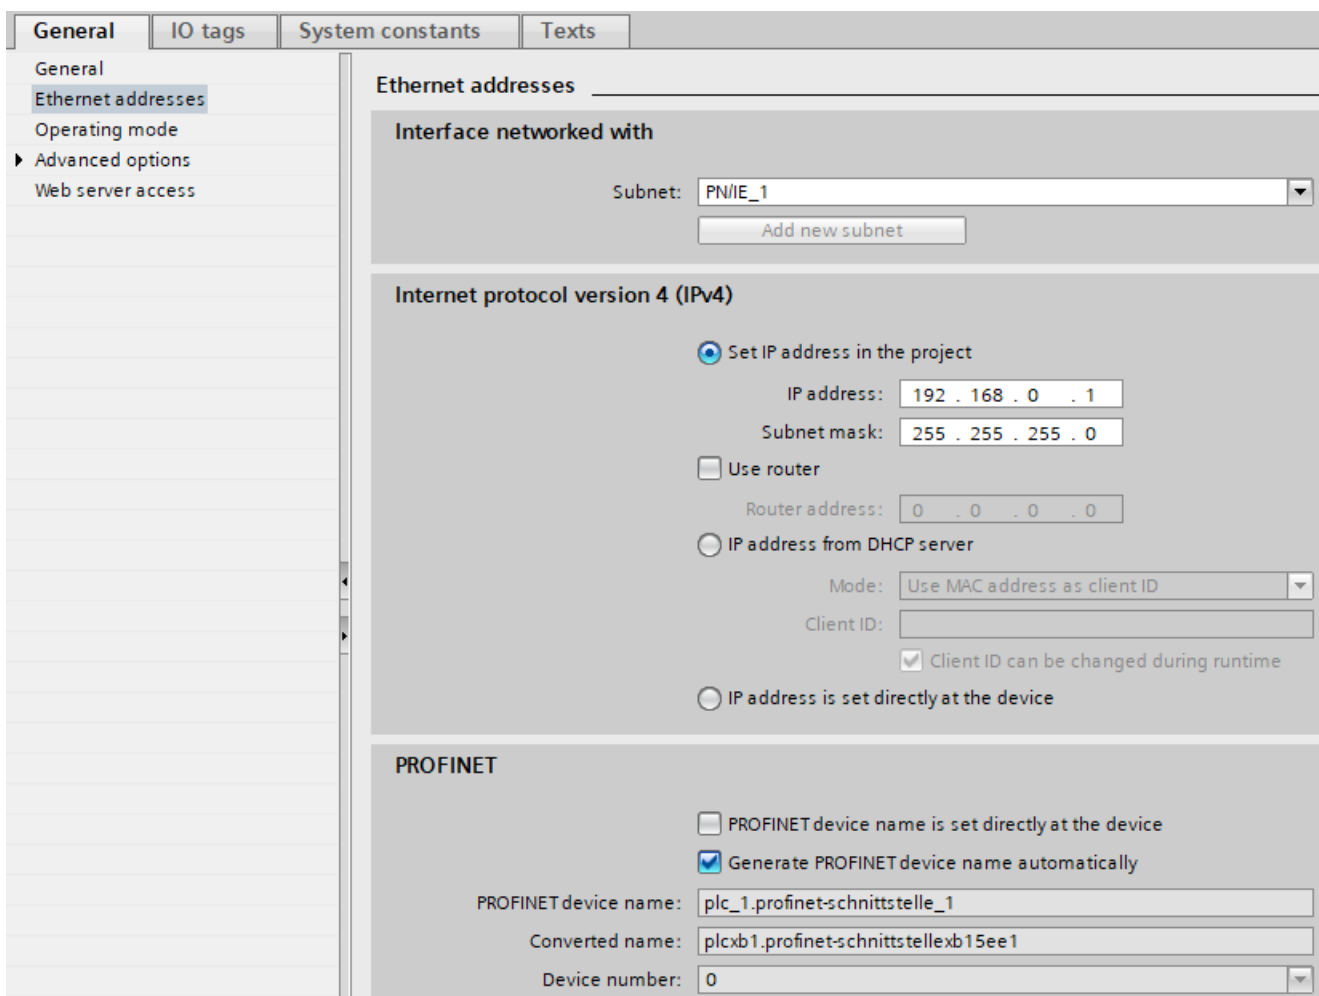 General IO tags System constants Texts
General
Ethernet addresses
Operating mode
Advanced options
Web server access
Ethernet addresses
Interface networked with
Subnet: PN/IE_1
Add new subnet
Internet protocol version 4 (IPv4)
Set IP address in the project
IP address: 192 . 168 . 0 . 1
Subnet mask: 255 . 255 . 255 . 0
Use router
Router address: 0 . 0 . 0 . 0
IP address from DHCP server
Mode: Use MAC address as client ID
Client ID:
Client ID can be changed during runtime
IP address is set directly at the device
PROFINET
PROFINET device name is set directly at the device
Generate PROFINET device name automatically
PROFINET device name: plc_1.profinet-schnittstelle_1
Converted name: plcxb1.profinet-schnittstellexb15ee1
Device number: 0